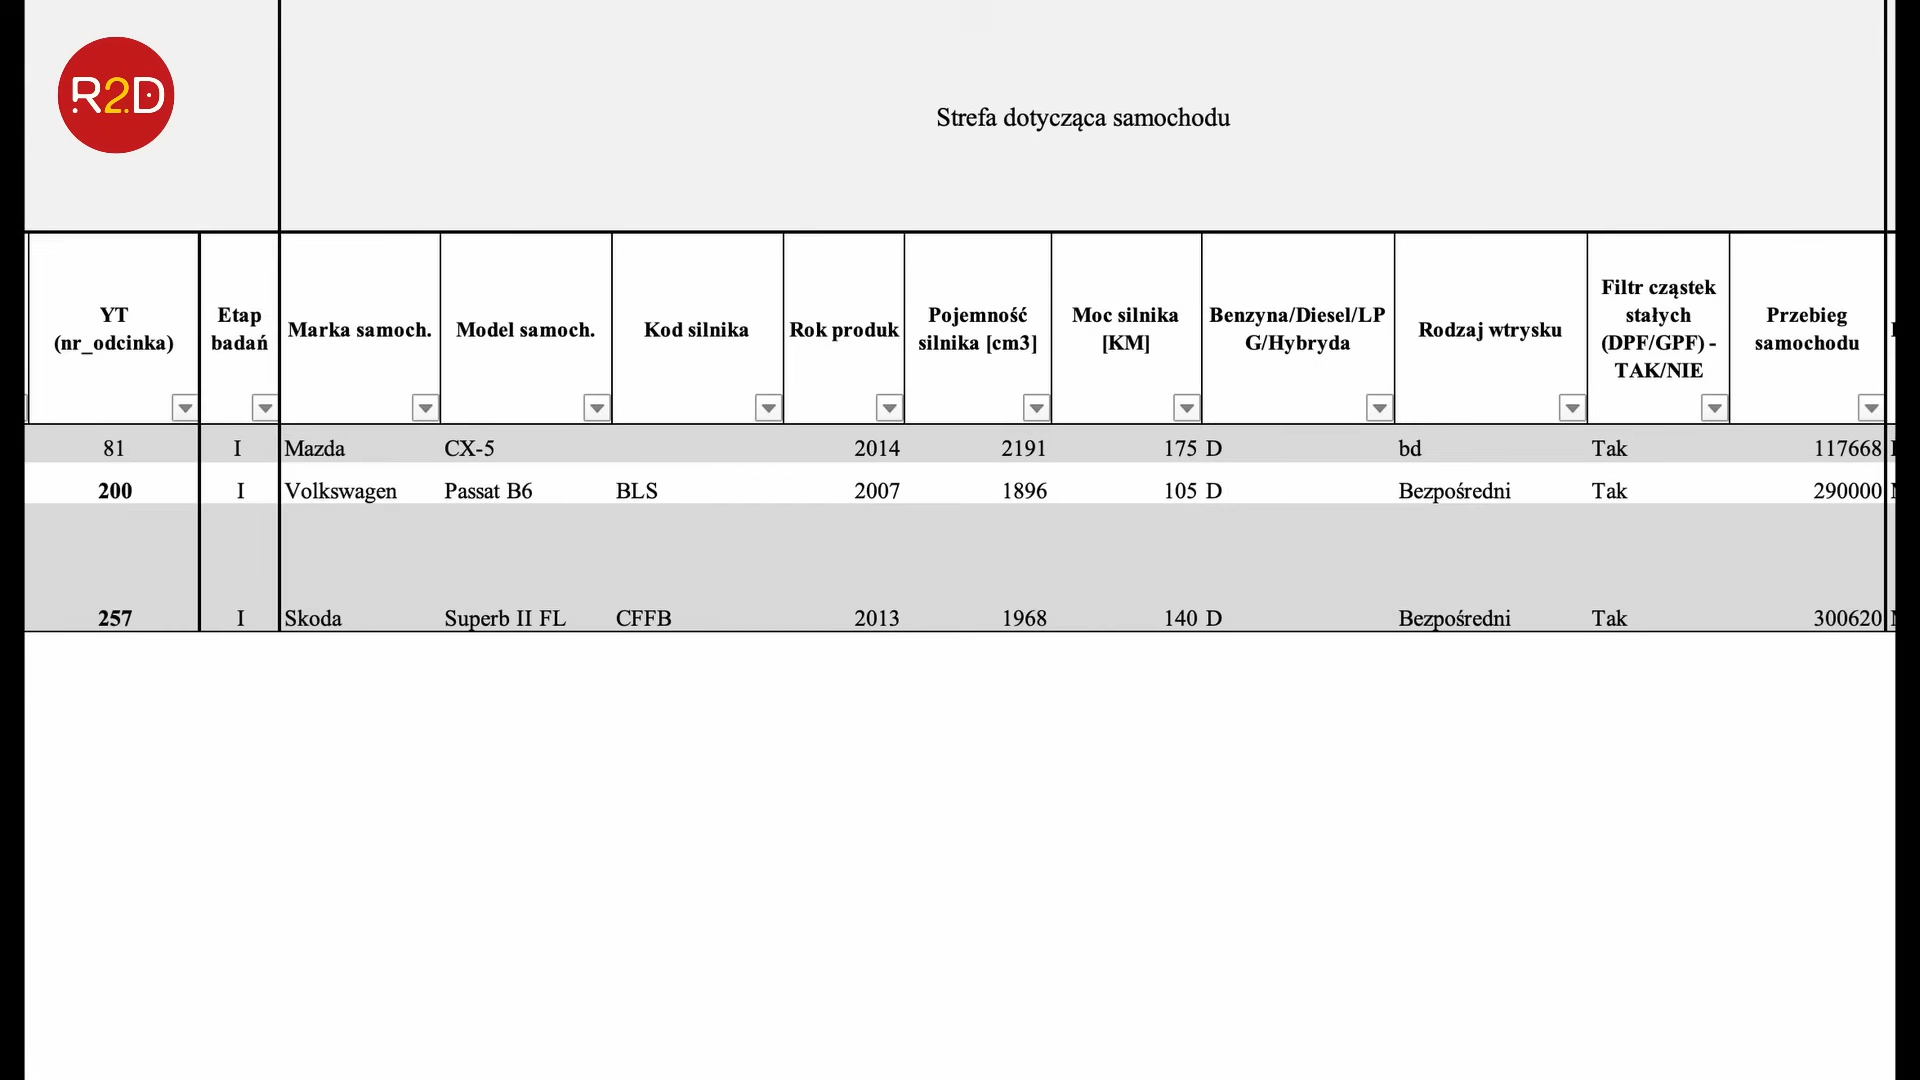 R2D
Strefa dotycząca samochodu
YT
(nr_odcinka)
Etap
badań
Marka samoch.
Model samoch.
Kod silnika
Rok produk
Pojemność
silnika [cm3]
Moc silnika
[KM]
Benzyna/Diesel/LP
G/Hybryda
Rodzaj wtrysku
Filtr cząstek
stałych
(DPF/GPF) -
TAK/NIE
Przebieg
samochodu
81 I Mazda CX-5 2014 2191 175 D bd Tak 117668
200 I Volkswagen Passat B6 BLS 2007 1896 105 D Bezpośredni Tak 290000
257 I Skoda Superb II FL CFFB 2013 1968 140 D Bezpośredni Tak 300620